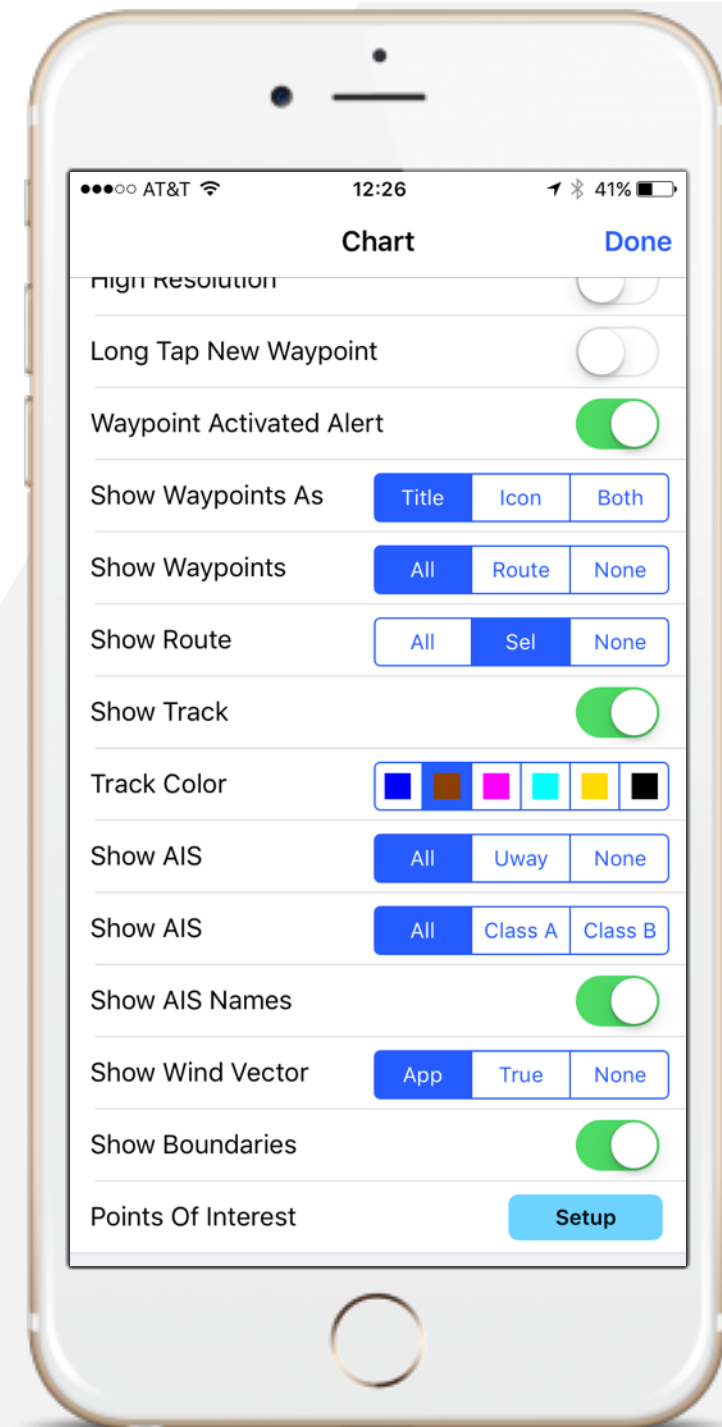 AT&T 12:26 41%
Chart Done
High Resolution
Long Tap New Waypoint
Waypoint Activated Alert
Show Waypoints As Title Icon Both
Show Waypoints All Route None
Show Route All Sel None
Show Track
Track Color
Show AIS All Uway None
Show AIS All Class A Class B
Show AIS Names
Show Wind Vector App True None
Show Boundaries
Points Of Interest Setup